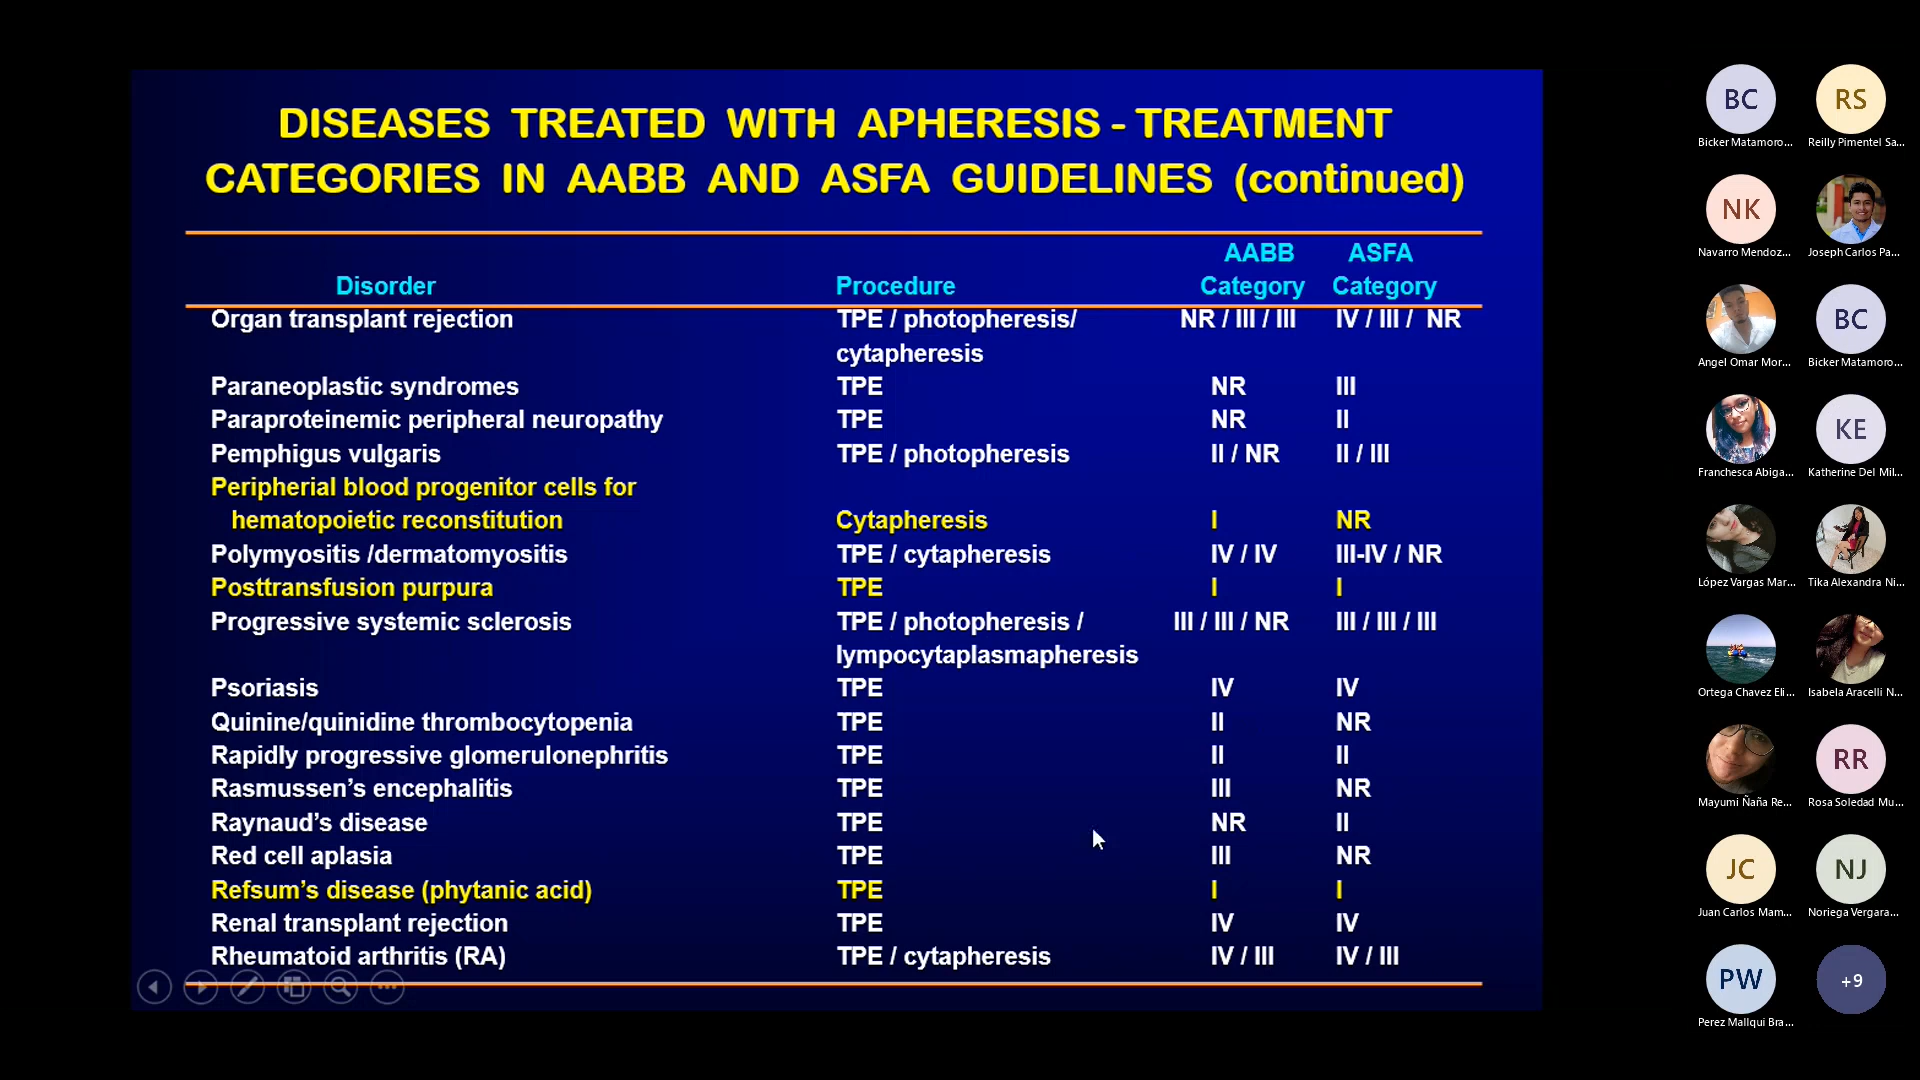 DISEASES TREATED WITH APHERESIS - TREATMENT
CATEGORIES IN AABB AND ASFA GUIDELINES (continued)
AABB ASFA
Disorder Procedure Category Category
Organ transplant rejection TPE / photopheresis/ NR / III / III IV / III / NR
cytapheresis
Paraneoplastic syndromes TPE NR III
Paraproteinemic peripheral neuropathy TPE NR II
Pemphigus vulgaris TPE / photopheresis II / NR II / III
Peripherial blood progenitor cells for
hematopoietic reconstitution Cytapheresis I NR
Polymyositis /dermatomyositis TPE / cytapheresis IV / IV III-IV / NR
Posttransfusion purpura TPE I I
Progressive systemic sclerosis TPE / photopheresis / III / III / NR III / III / III
lympocytaplasmapheresis
Psoriasis TPE IV IV
Quinine/quinidine thrombocytopenia TPE II NR
Rapidly progressive glomerulonephritis TPE II II
Rasmussen’s encephalitis TPE III NR
Raynaud’s disease TPE NR II
Red cell aplasia TPE III NR
Refsum’s disease (phytanic acid) TPE I I
Renal transplant rejection TPE IV IV
Rheumatoid arthritis (RA) TPE / cytapheresis IV / III IV / III
BC RS
Bicker Matamoro... Reilly Pimentel Sa...
NK
Navarro Mendoz... Joseph Carlos Pa...
BC
Angel Omar Mor... Bicker Matamoro...
KE
Franchesca Abiga... Katherine Del Mil...
López Vargas Mar... Tika Alexandra Ni...
Ortega Chavez Eli... Isabela Aracelli N...
RR
Mayumi Ñaña Re... Rosa Soledad Mu...
JC NJ
Juan Carlos Mam... Noriega Vergara...
PW +9
Perez Mallqui Bra...